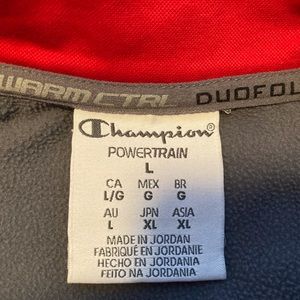 WARM CTRL DUOFOL
Champion®
POWERTRAIN
L
CA MEX BR
L/G G G
AU JPN ASIA
L XL XL
MADE IN JORDAN
FABRIQUÉ EN JORDANIE
HECHO EN JORDANIA
FEITO NA JORDÂNIA